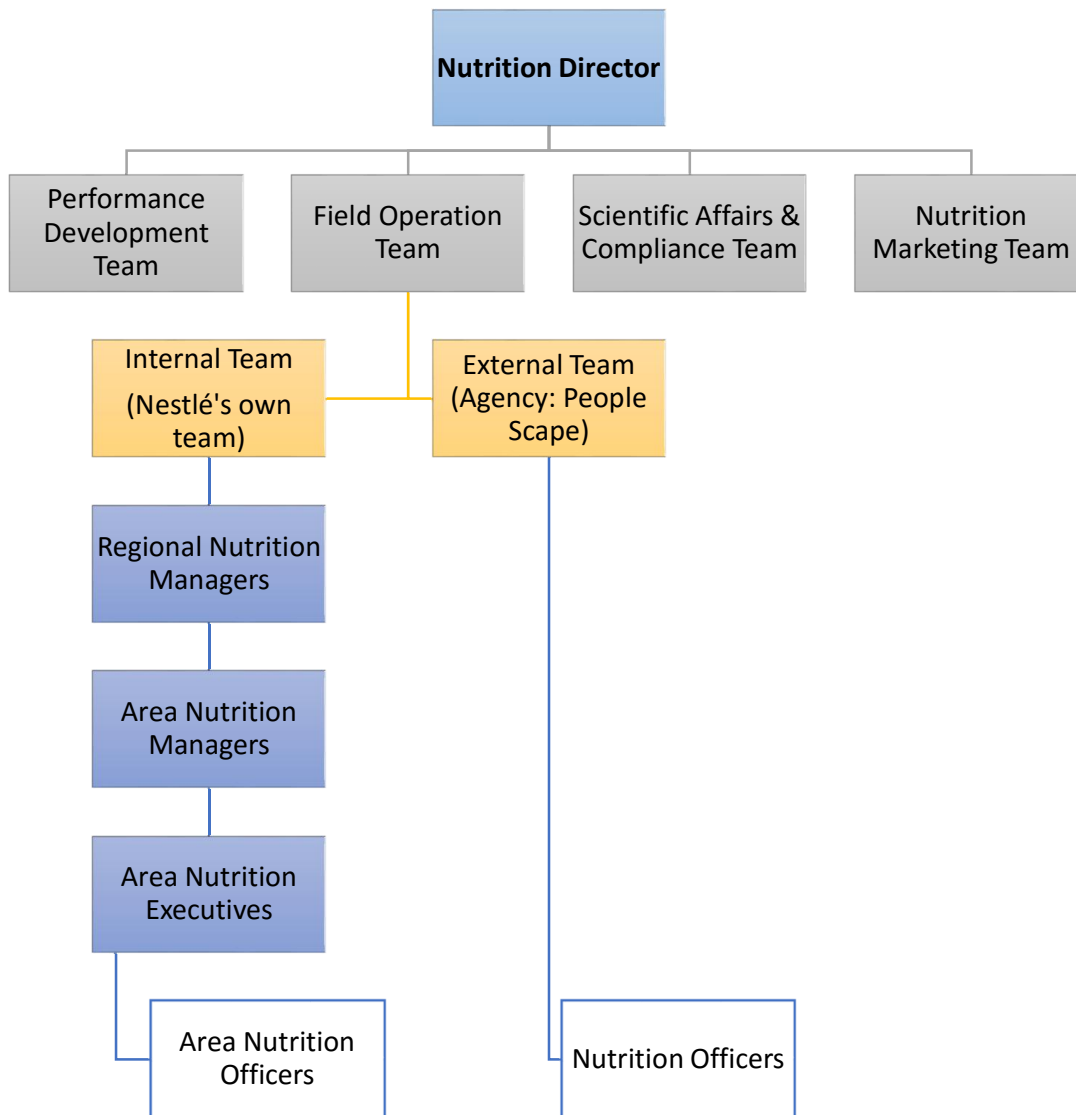 Nutrition Director
Performance
Development
Team
Field Operation
Team
Scientific Affairs &
Compliance Team
Nutrition
Marketing Team
Internal Team
(Nestlé's own
team)
External Team
(Agency: People
Scape)
Regional Nutrition
Managers
Area Nutrition
Managers
Area Nutrition
Executives
Area Nutrition
Officers
Nutrition Officers